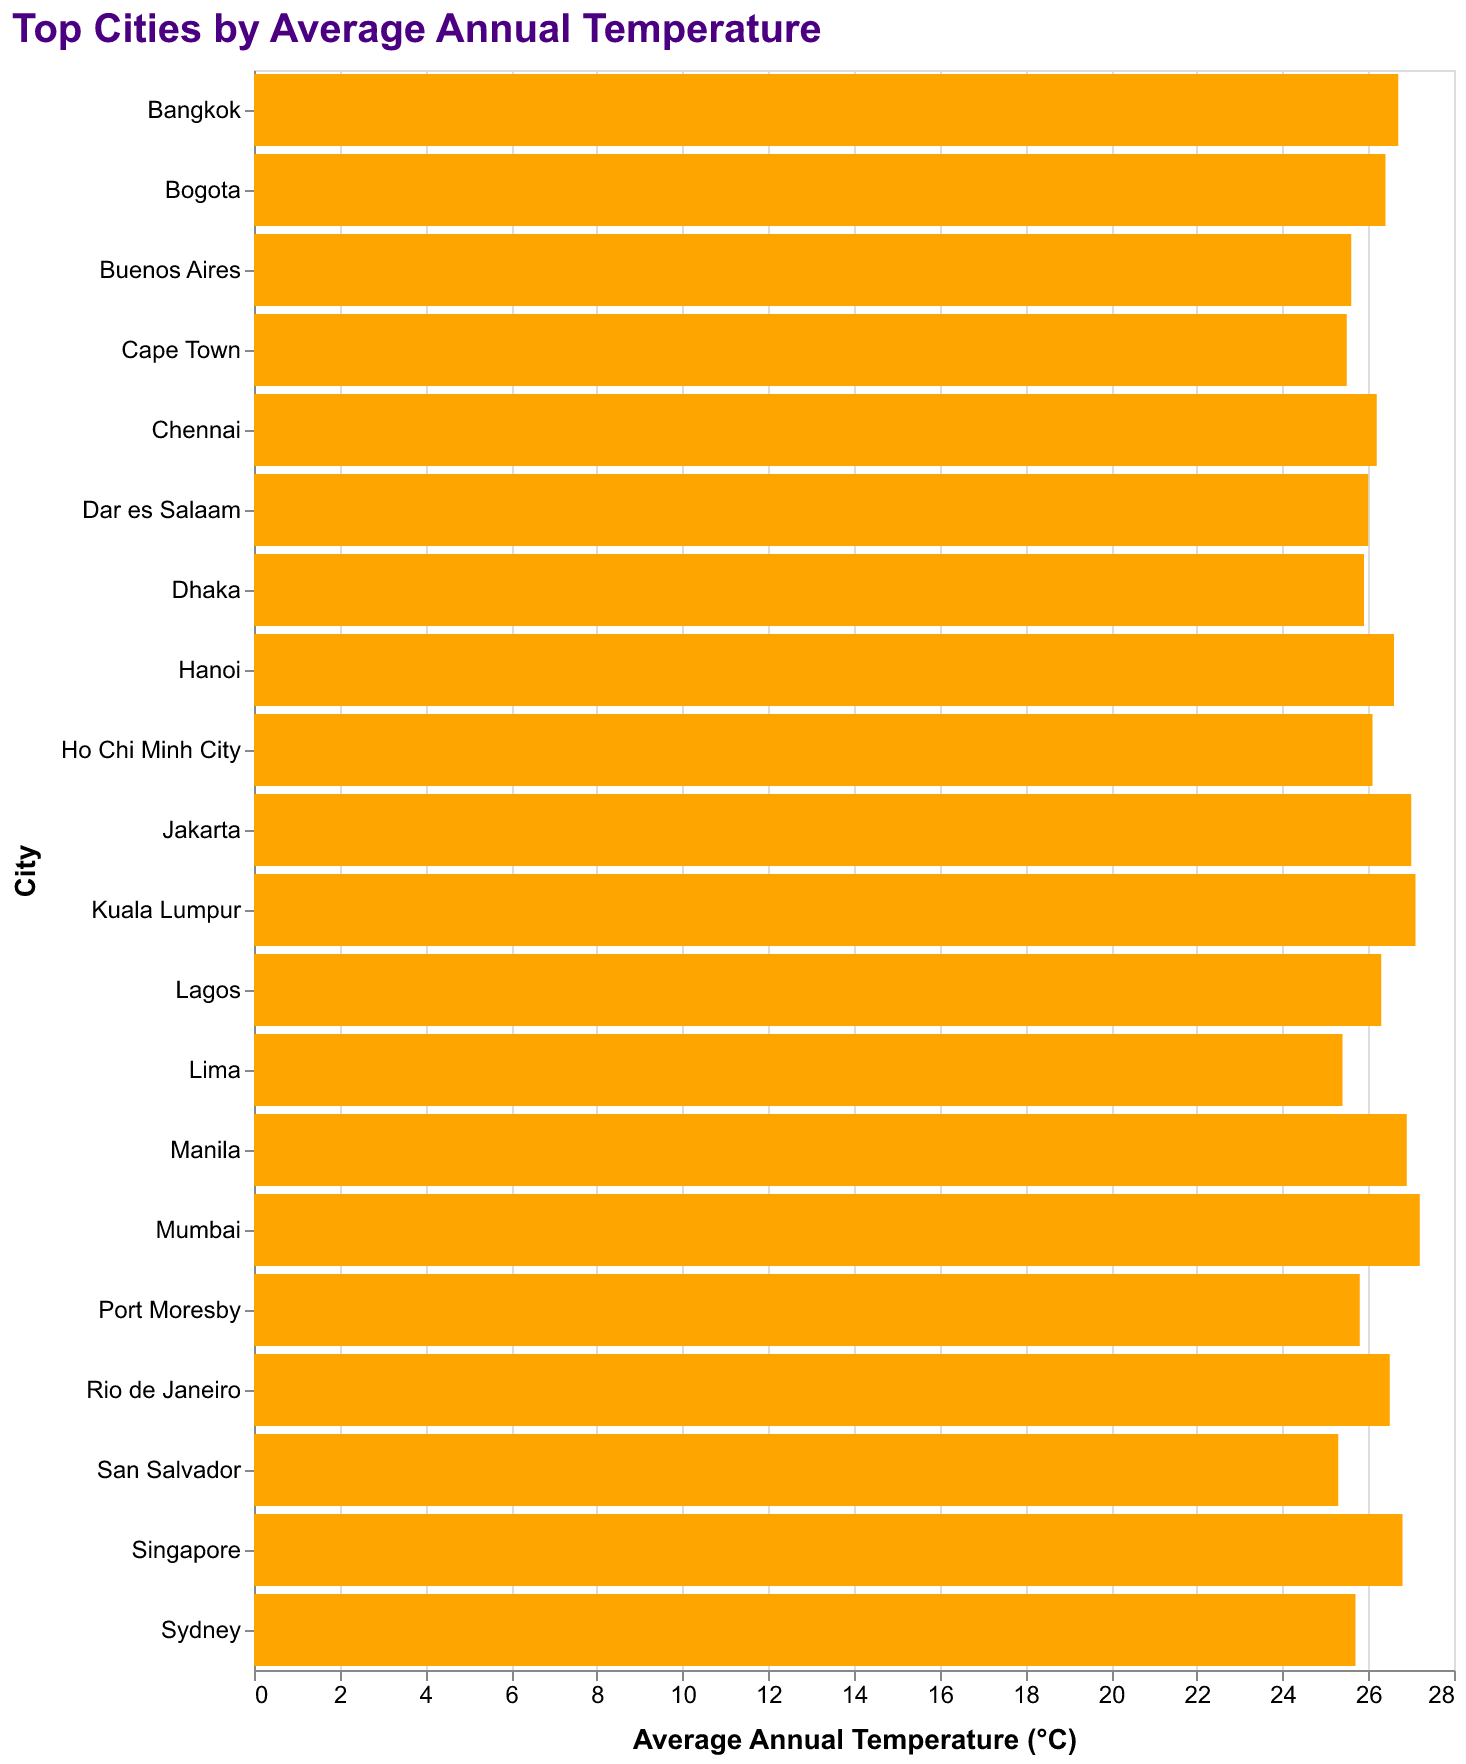 Top Cities by Average Annual Temperature
Bangkok
Bogota
Buenos Aires
Cape Town
Chennai
Dar es Salaam
Dhaka
Hanoi
Ho Chi Minh City
Jakarta
Kuala Lumpur
Lagos
Lima
Manila
Mumbai
Port Moresby
Rio de Janeiro
San Salvador
Singapore
Sydney
City
0 2 4 6 8 10 12 14 16 18 20 22 24 26 28
Average Annual Temperature (°C)